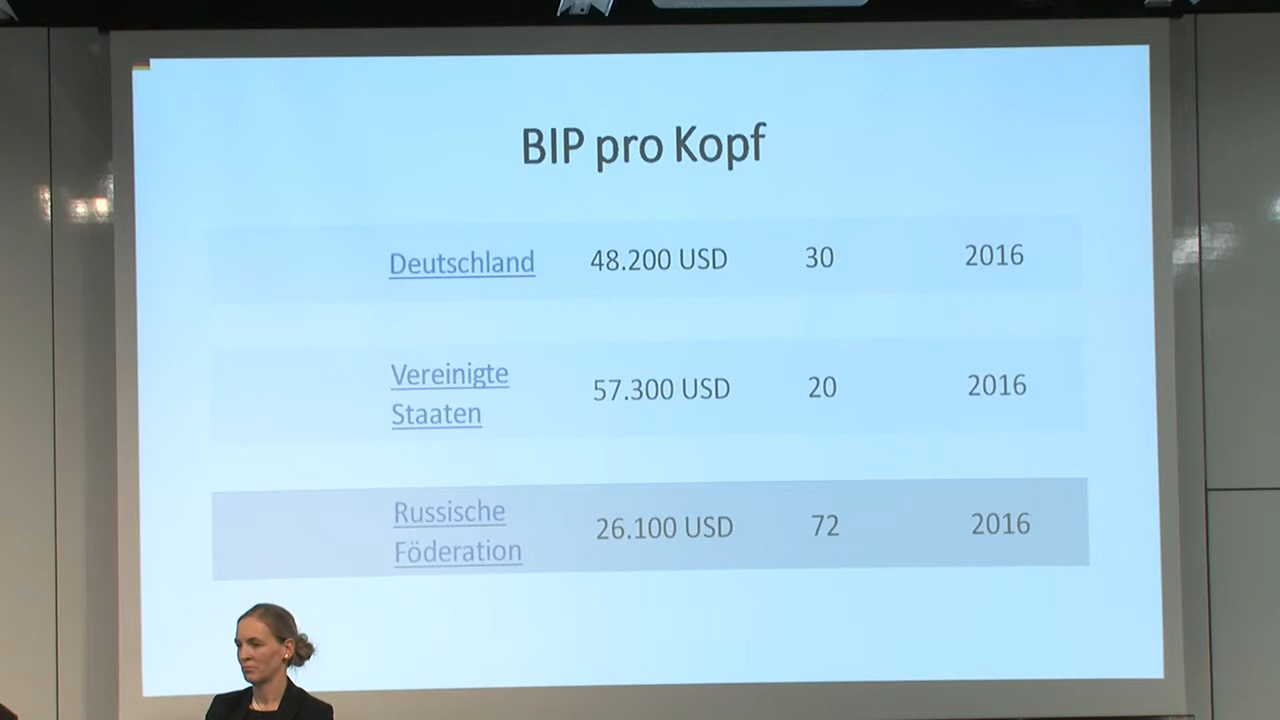 BIP pro Kopf
Deutschland 48.200 USD 30 2016
Vereinigte
Staaten 57.300 USD 20 2016
Russische
Föderation 26.100 USD 72 2016